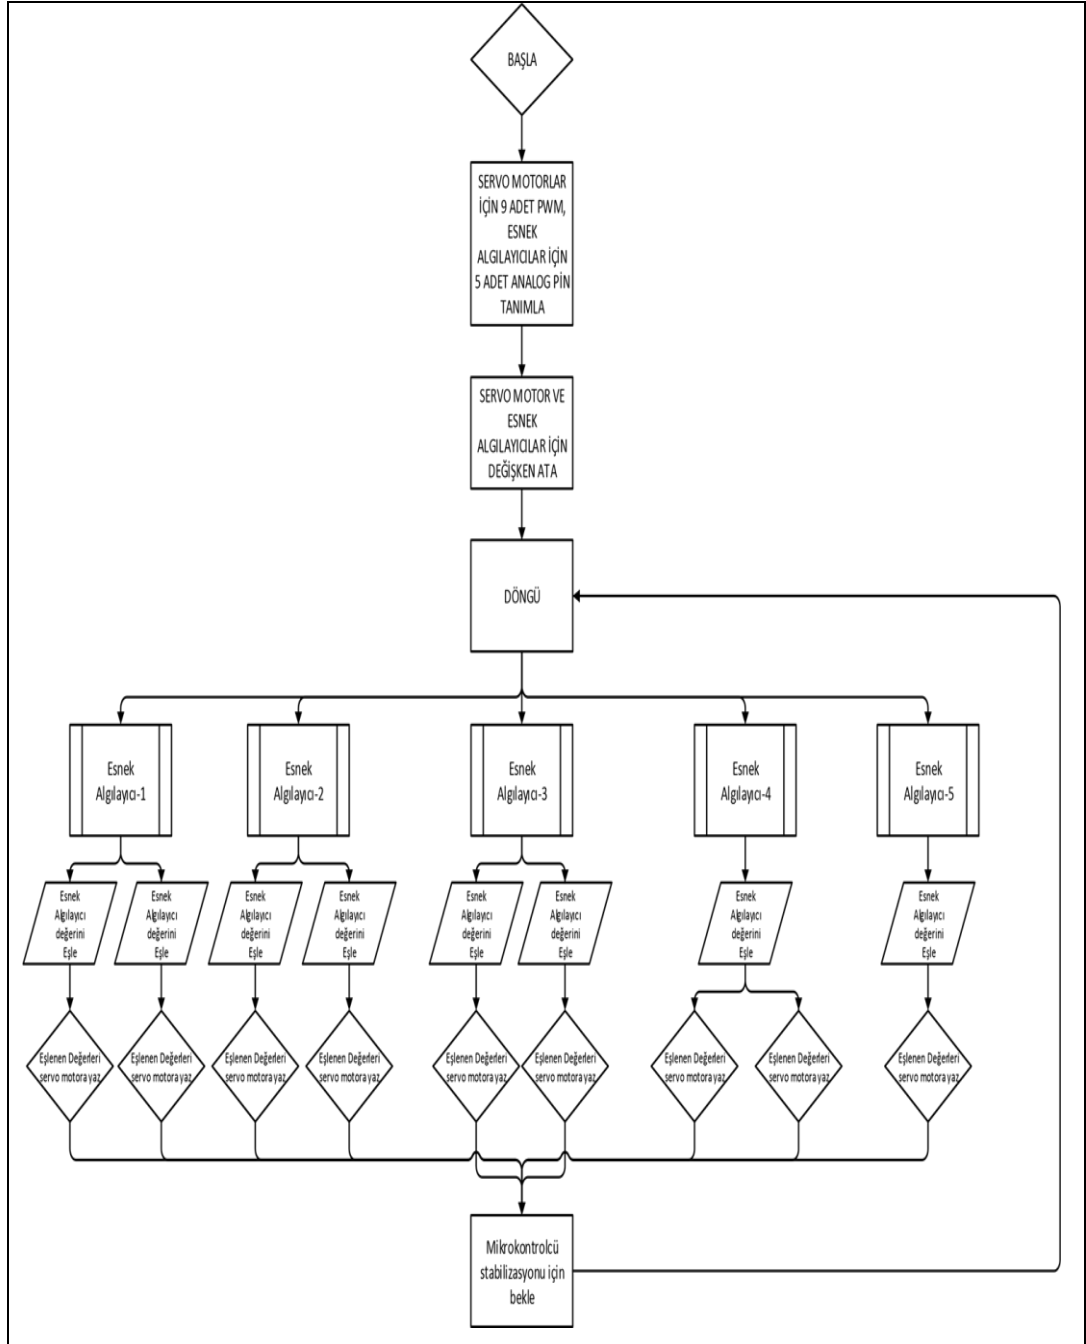 BAŞLA
SERVO MOTORLAR
İÇİN 9 ADET PWM,
ESNEK
ALGILAYICILAR İÇİN
5 ADET ANALOG PİN
TANIMLA
SERVO MOTOR VE
ESNEK
ALGILAYICILAR İÇİN
DEĞİŞKEN ATA
DÖNGÜ
Esnek
Algılayıcı-1
Esnek
Algılayıcı-2
Esnek
Algılayıcı-3
Esnek
Algılayıcı-4
Esnek
Algılayıcı-5
Esnek
Algılayıcı
değerini
Eşle
Esnek
Algılayıcı
değerini
Eşle
Esnek
Algılayıcı
değerini
Eşle
Esnek
Algılayıcı
değerini
Eşle
Esnek
Algılayıcı
değerini
Eşle
Esnek
Algılayıcı
değerini
Eşle
Esnek
Algılayıcı
değerini
Eşle
Esnek
Algılayıcı
değerini
Eşle
Eşlenen Değerleri
servo motora yaz
Eşlenen Değerleri
servo motora yaz
Eşlenen Değerleri
servo motora yaz
Eşlenen Değerleri
servo motora yaz
Eşlenen Değerleri
servo motora yaz
Eşlenen Değerleri
servo motora yaz
Eşlenen Değerleri
servo motora yaz
Eşlenen Değerleri
servo motora yaz
Eşlenen Değerleri
servo motora yaz
Mikrokontrolcü
stabilizasyonu için
bekle